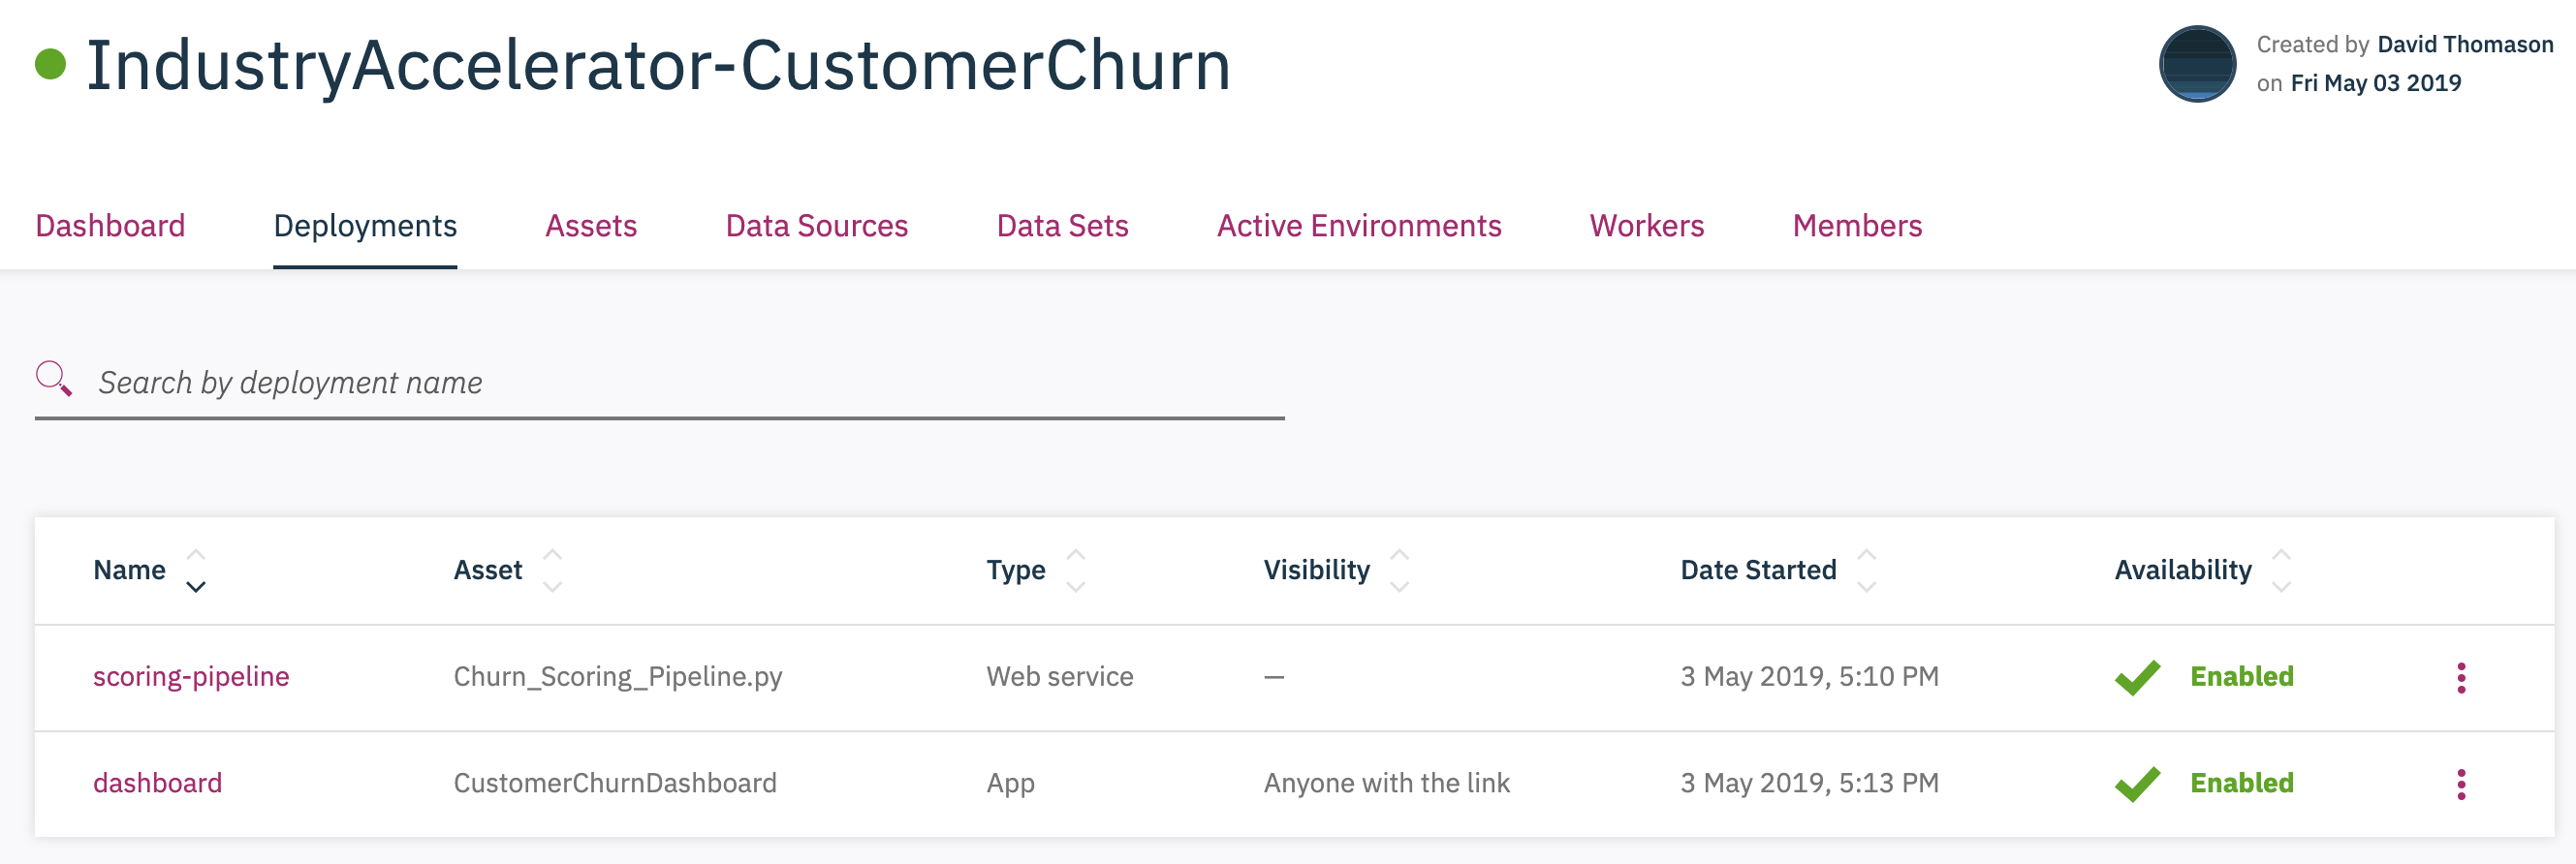 IndustryAccelerator-CustomerChurn
Created by David Thomason
on Fri May 03 2019
Dashboard Deployments Assets Data Sources Data Sets Active Environments Workers Members
Search by deployment name
Name Asset Type Visibility Date Started Availability
scoring-pipeline Churn_Scoring_Pipeline.py Web service — 3 May 2019, 5:10 PM Enabled
dashboard CustomerChurnDashboard App Anyone with the link 3 May 2019, 5:13 PM Enabled